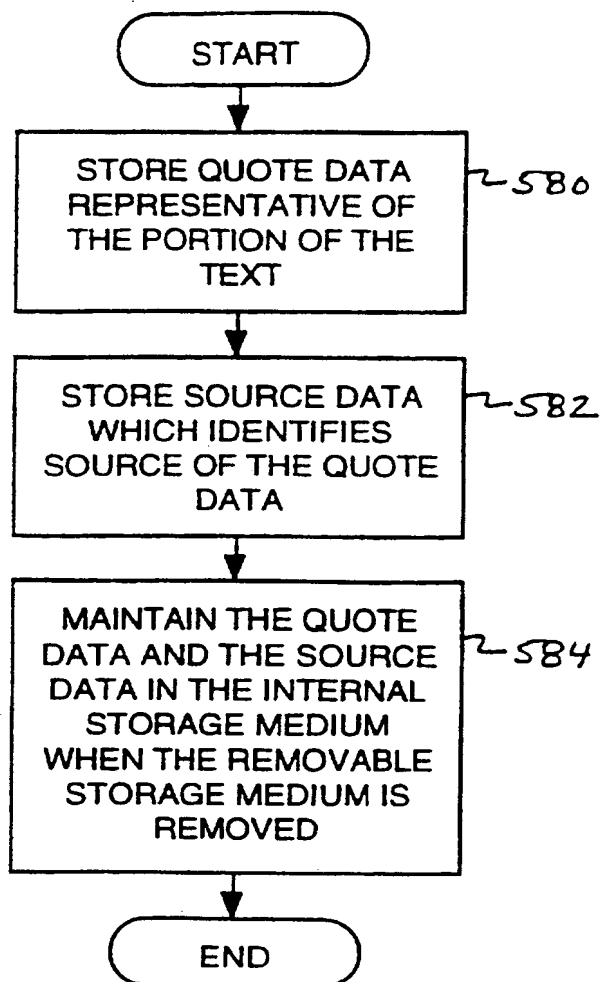 START
STORE QUOTE DATA
REPRESENTATIVE OF
THE PORTION OF THE
TEXT
580
STORE SOURCE DATA
WHICH IDENTIFIES
SOURCE OF THE QUOTE
DATA
582
MAINTAIN THE QUOTE
DATA AND THE SOURCE
DATA IN THE INTERNAL
STORAGE MEDIUM
WHEN THE REMOVABLE
STORAGE MEDIUM IS
REMOVED
584
END